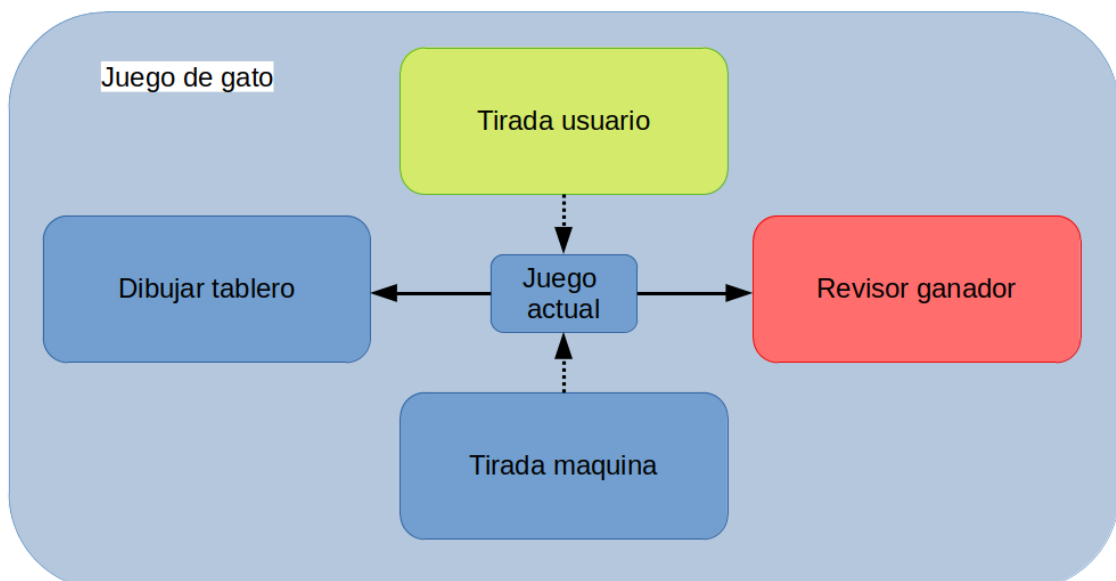 Juego de gato
Tirada usuario
Dibujar tablero
Juego
actual
Revisor ganador
Tirada maquina